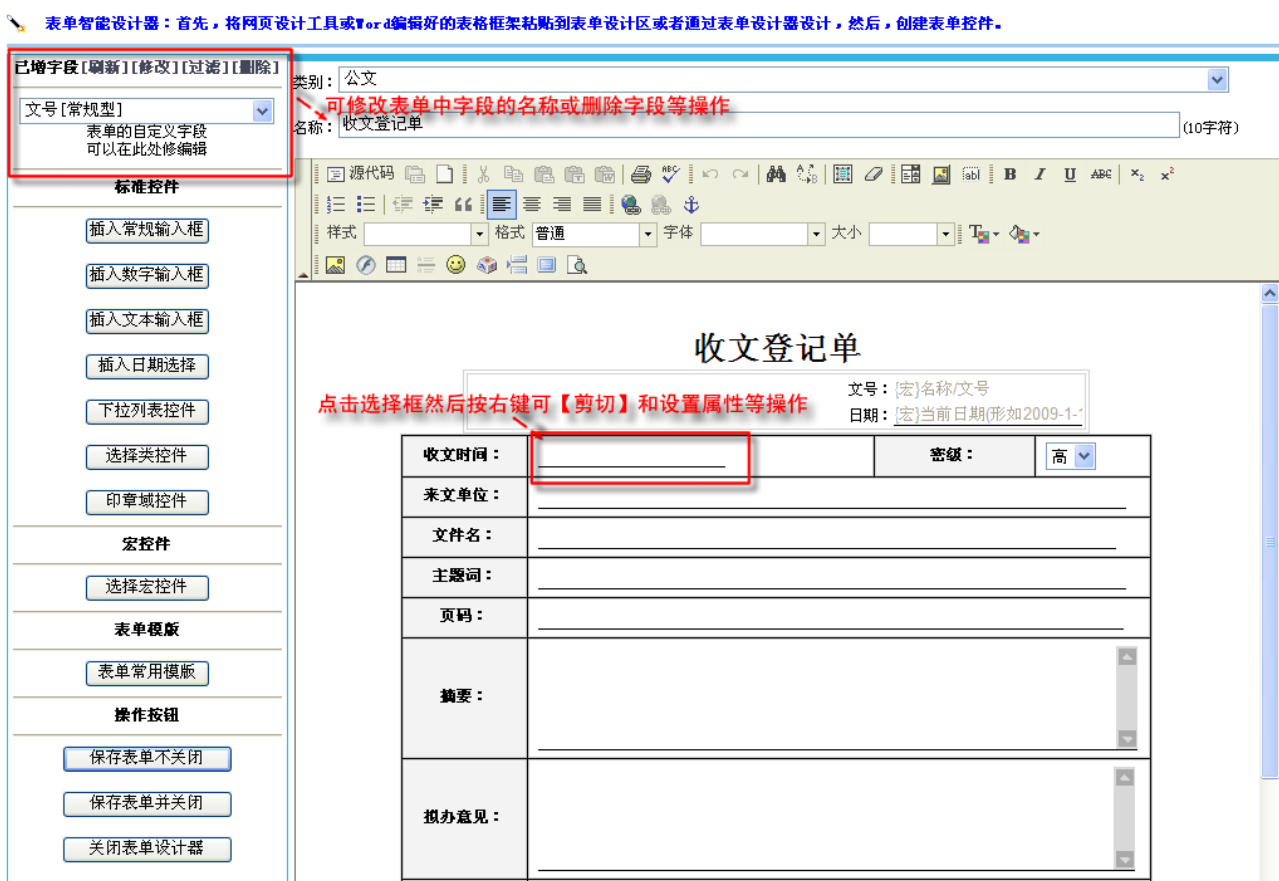 表单智能设计器：首先，将网页设计工具或Word编辑好的表格框架粘贴到表单设计区或者通过表单设计器设计，然后，创建表单控件。
已增字段[刷新][修改][过滤][删除]
文号[常规型]
表单的自定义字段
可以在此处修编辑
标准控件
插入常规输入框
插入数字输入框
插入文本输入框
插入日期选择
下拉列表控件
选择类控件
印章域控件
宏控件
选择宏控件
表单模版
表单常用模版
操作按钮
保存表单不关闭
保存表单并关闭
关闭表单设计器
类别：公文
可修改表单中字段的名称或删除字段等操作
名称：收文登记单 (10字符)
源代码 abl B I U ABC x₂ x²
样式 格式 普通 字体 大小
收文登记单
文号：{宏}名称/文号
日期：{宏}当前日期(形如2009-1-1
点击选择框然后按右键可【剪切】和设置属性等操作
收文时间： 密级： 高
来文单位：
文件名：
主题词：
页码：
摘要：
拟办意见：